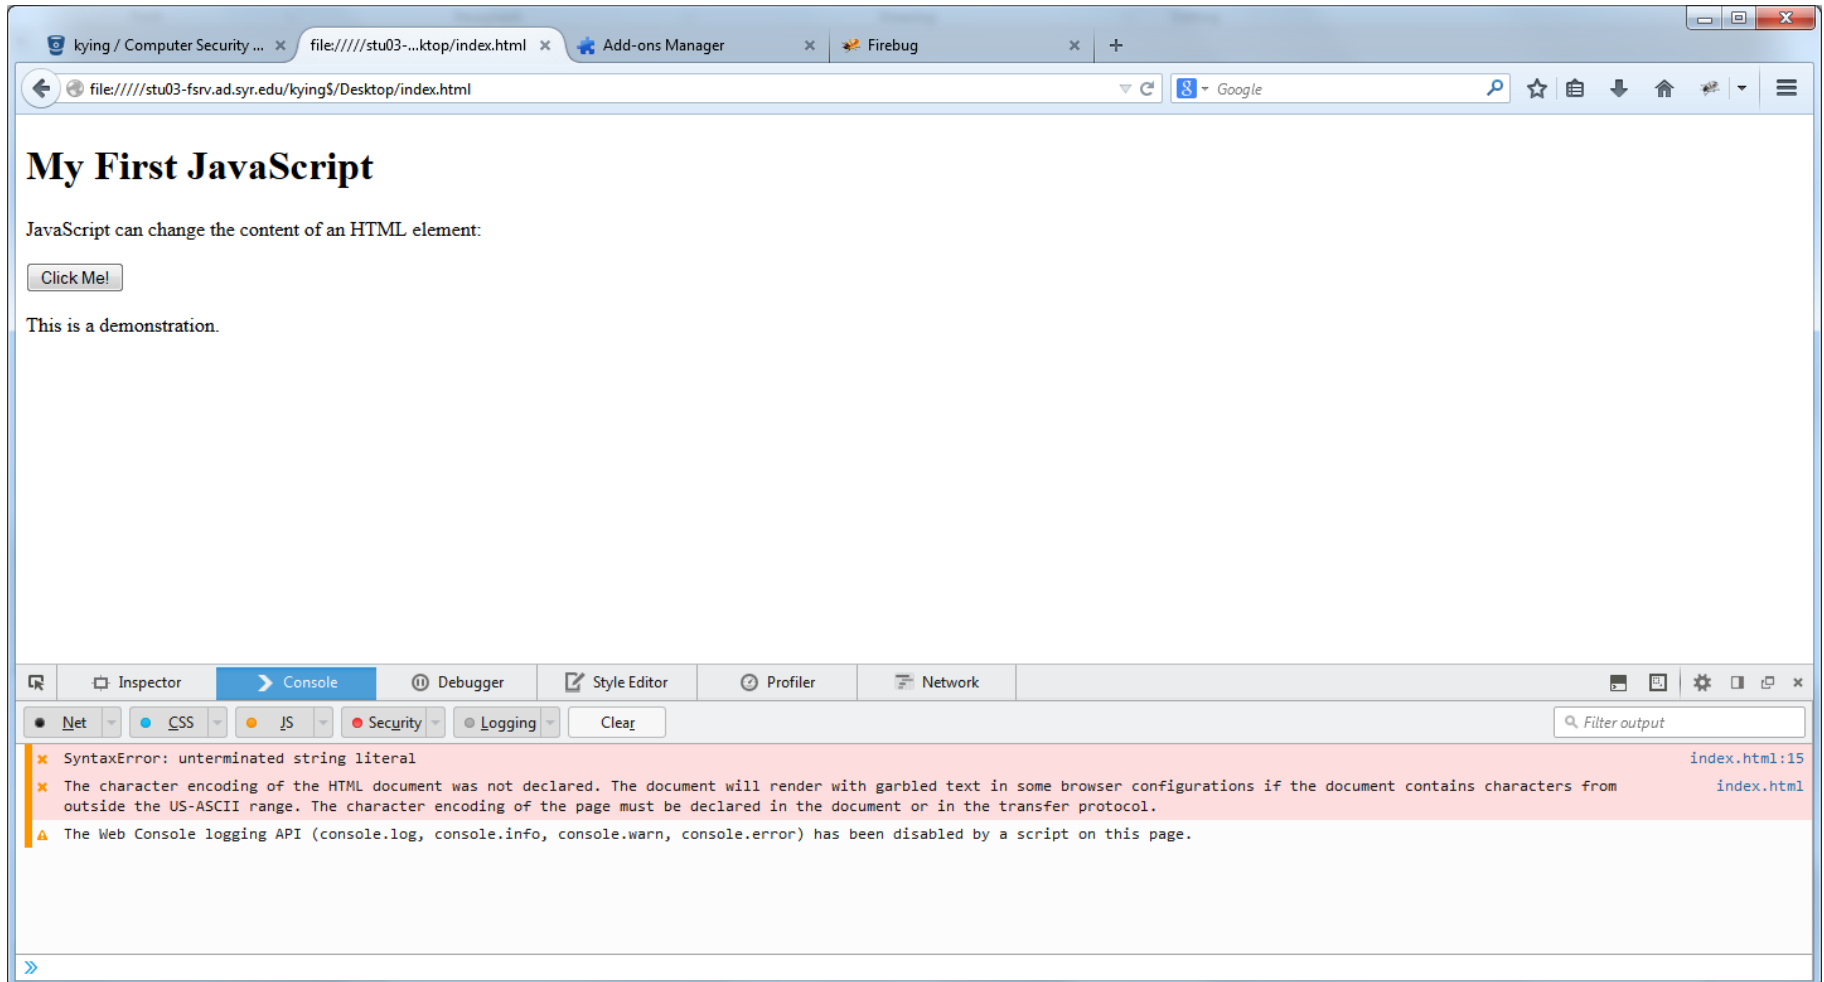 kying / Computer Security ...
file://///stu03-...ktop/index.html
Add-ons Manager
Firebug
file://///stu03-fsrv.ad.syr.edu/kying$/Desktop/index.html
8
Google
My First JavaScript
JavaScript can change the content of an HTML element:
Click Me!
This is a demonstration.
Inspector
Console
Debugger
Style Editor
Profiler
Network
Net
CSS
JS
Security
Logging
Clear
Filter output
SyntaxError: unterminated string literal
index.html:15
The character encoding of the HTML document was not declared. The document will render with garbled text in some browser configurations if the document contains characters from
index.html
outside the US-ASCII range. The character encoding of the page must be declared in the document or in the transfer protocol.
The Web Console logging API (console.log, console.info, console.warn, console.error) has been disabled by a script on this page.